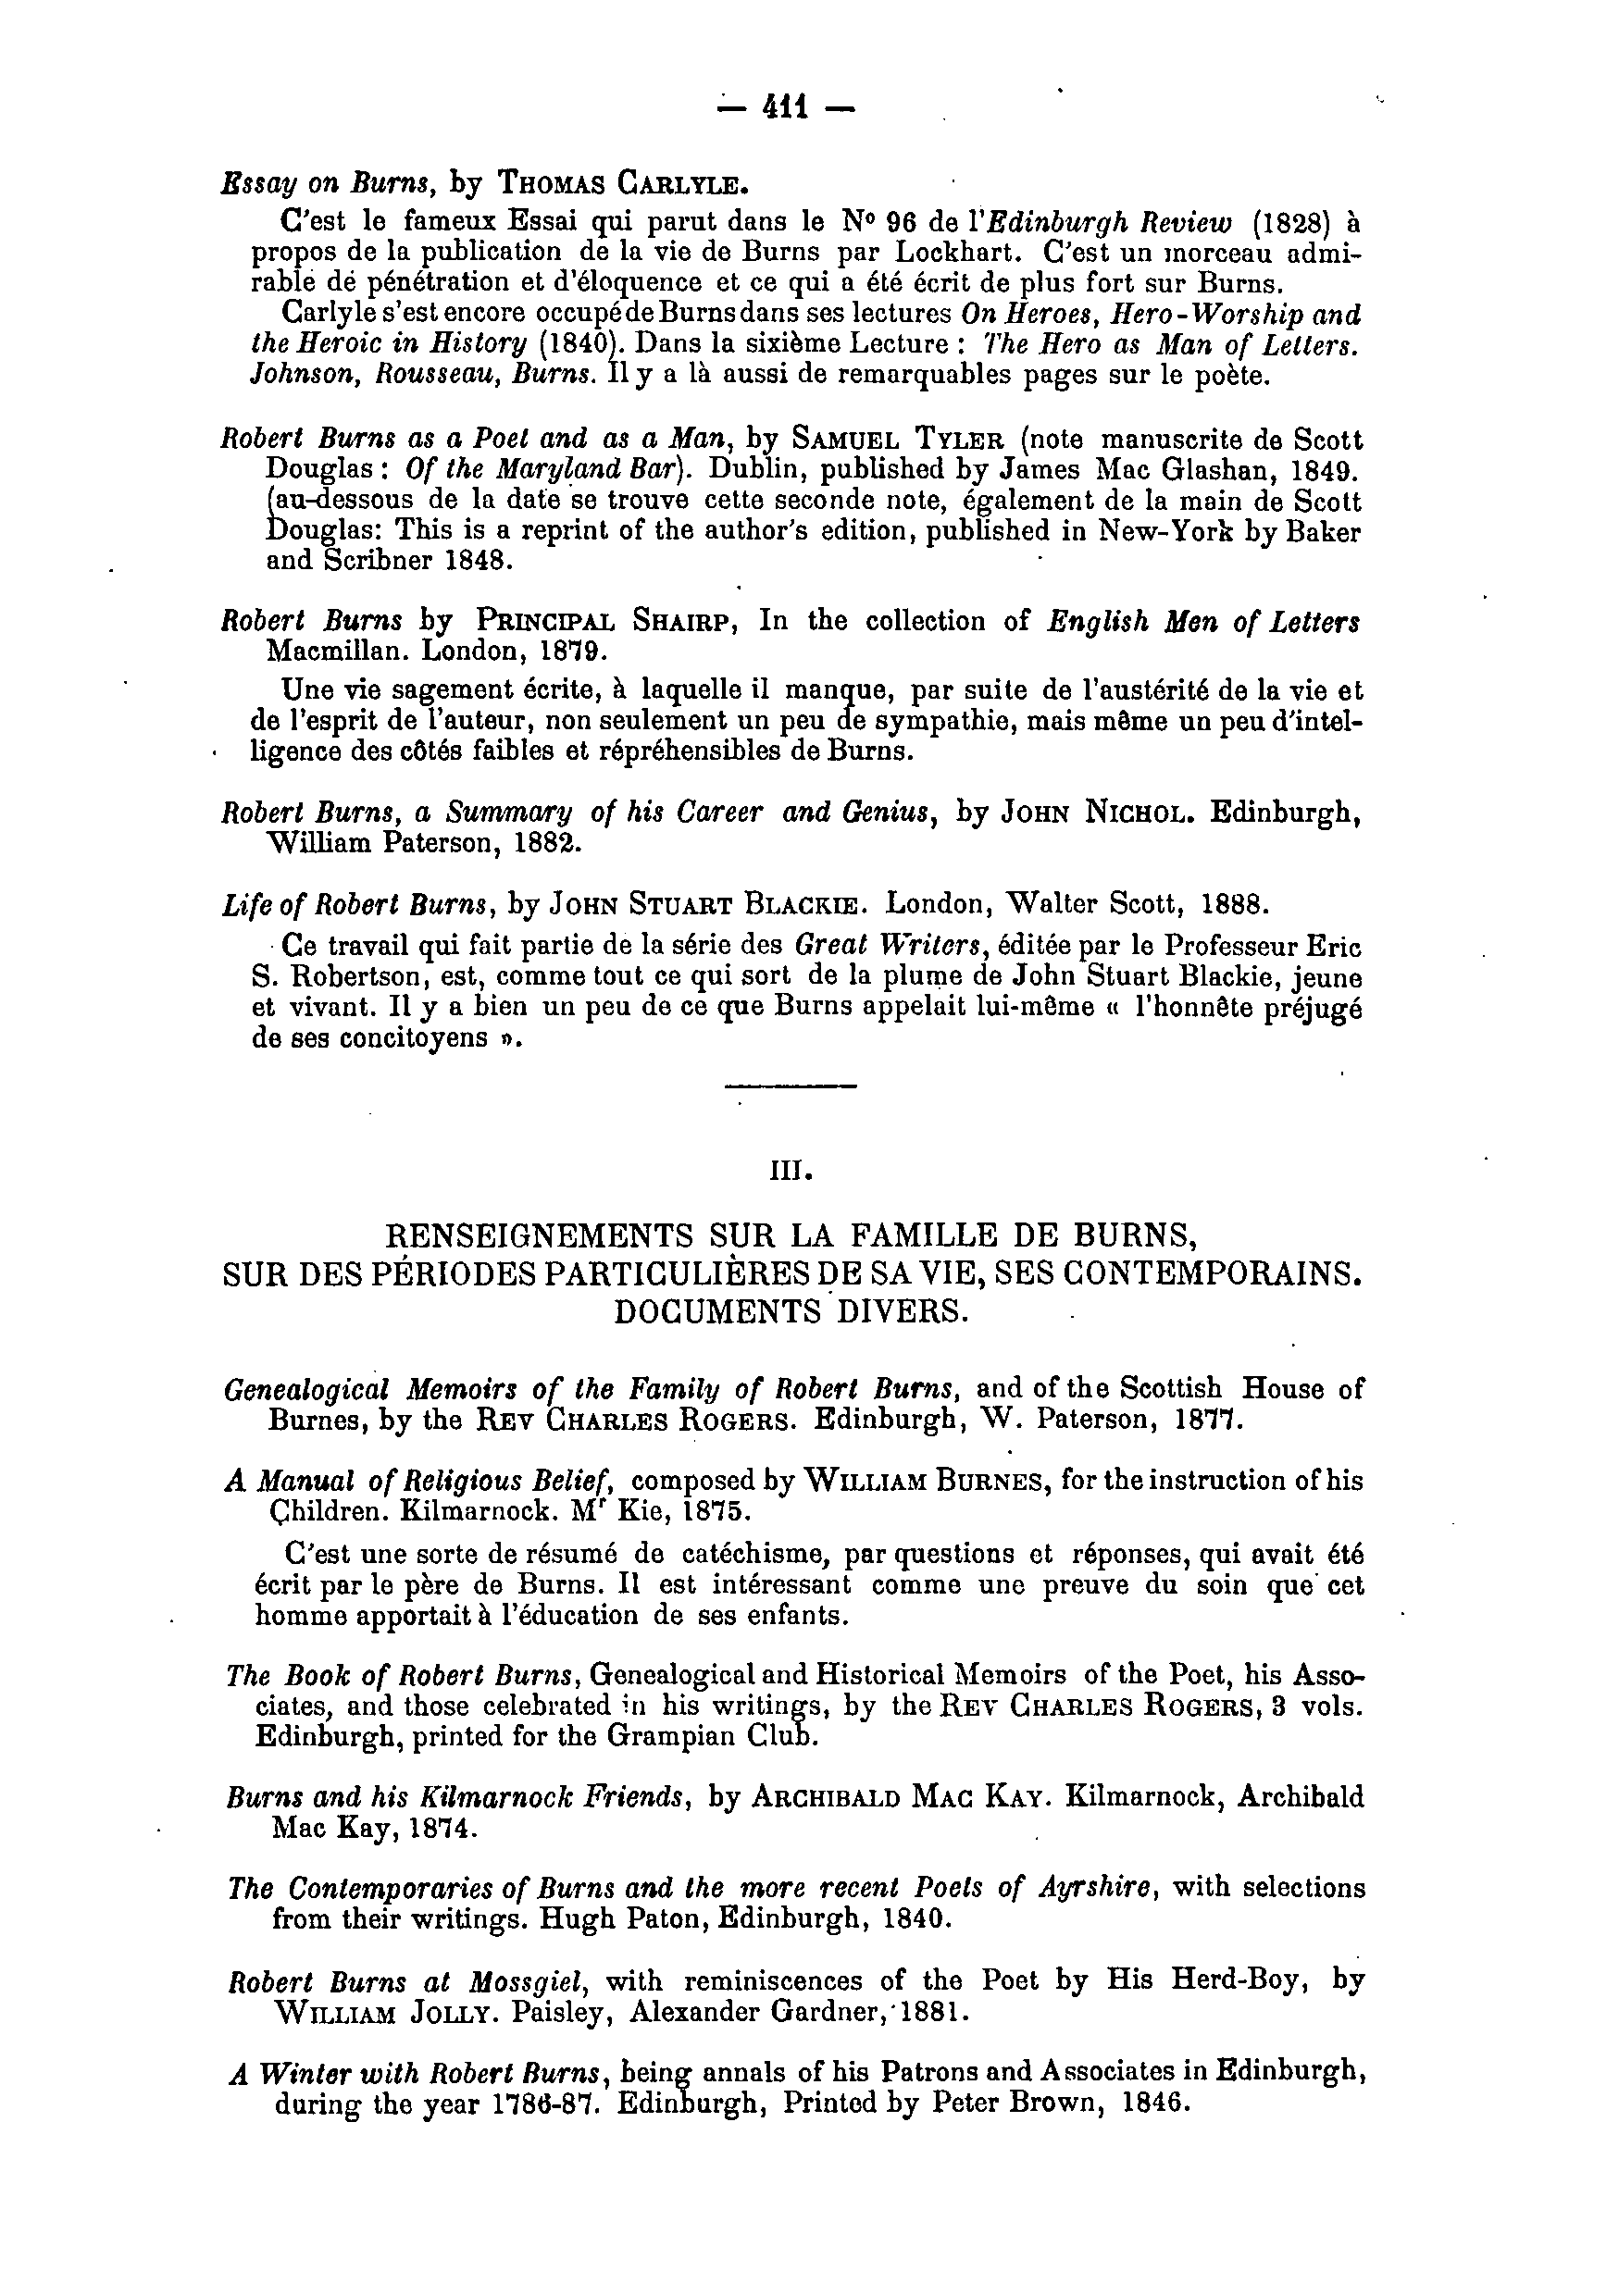 — 411 —
Essay on Burns, by THOMAS CARLYLE.
C'est le fameux Essai qui parut dans le Nº 96 de l'Edinburgh Review (1828) à
propos de la publication de la vie de Burns par Lockhart. C'est un morceau admi-
rable de pénétration et d'éloquence et ce qui a été écrit de plus fort sur Burns.
Carlyle s'est encore occupé de Burns dans ses lectures On Heroes, Hero-Worship and
the Heroic in History (1840). Dans la sixième Lecture : The Hero as Man of Letters.
Johnson, Rousseau, Burns. Il y a là aussi de remarquables pages sur le poète.
Robert Burns as a Poet and as a Man, by SAMUEL TYLER (note manuscrite de Scott
Douglas : Of the Maryland Bar). Dublin, published by James Mac Glashan, 1849.
(au-dessous de la date se trouve cette seconde note, également de la main de Scott
Douglas: This is a reprint of the author's edition, published in New-York by Baker
and Scribner 1848.
Robert Burns by PRINCIPAL SHAIRP, In the collection of English Men of Letters
Macmillan. London, 1879.
Une vie sagement écrite, à laquelle il manque, par suite de l'austérité de la vie et
de l'esprit de l'auteur, non seulement un peu de sympathie, mais même un peu d'intel-
ligence des côtés faibles et répréhensibles de Burns.
Robert Burns, a Summary of his Career and Genius, by JOHN NICHOL. Edinburgh,
William Paterson, 1882.
Life of Robert Burns, by JOHN STUART BLACKIE. London, Walter Scott, 1888.
Ce travail qui fait partie de la série des Great Writers, éditée par le Professeur Eric
S. Robertson, est, comme tout ce qui sort de la plume de John Stuart Blackie, jeune
et vivant. Il y a bien un peu de ce que Burns appelait lui-même « l'honnête préjugé
de ses concitoyens ».
III.
RENSEIGNEMENTS SUR LA FAMILLE DE BURNS,
SUR DES PÉRIODES PARTICULIÈRES DE SA VIE, SES CONTEMPORAINS.
DOCUMENTS DIVERS.
Genealogical Memoirs of the Family of Robert Burns, and of the Scottish House of
Burnes, by the REV CHARLES ROGERS. Edinburgh, W. Paterson, 1877.
A Manual of Religious Belief, composed by WILLIAM BURNES, for the instruction of his
Children. Kilmarnock. Mr Kie, 1875.
C'est une sorte de résumé de catéchisme, par questions et réponses, qui avait été
écrit par le père de Burns. Il est intéressant comme une preuve du soin que cet
homme apportait à l'éducation de ses enfants.
The Book of Robert Burns, Genealogical and Historical Memoirs of the Poet, his Asso-
ciates, and those celebrated in his writings, by the REV CHARLES ROGERS, 3 vols.
Edinburgh, printed for the Grampian Club.
Burns and his Kilmarnock Friends, by ARCHIBALD MAC KAY. Kilmarnock, Archibald
Mac Kay, 1874.
The Contemporaries of Burns and the more recent Poets of Ayrshire, with selections
from their writings. Hugh Paton, Edinburgh, 1840.
Robert Burns at Mossgiel, with reminiscences of the Poet by His Herd-Boy, by
WILLIAM JOLLY. Paisley, Alexander Gardner, 1881.
A Winter with Robert Burns, being annals of his Patrons and Associates in Edinburgh,
during the year 1786-87. Edinburgh, Printed by Peter Brown, 1846.